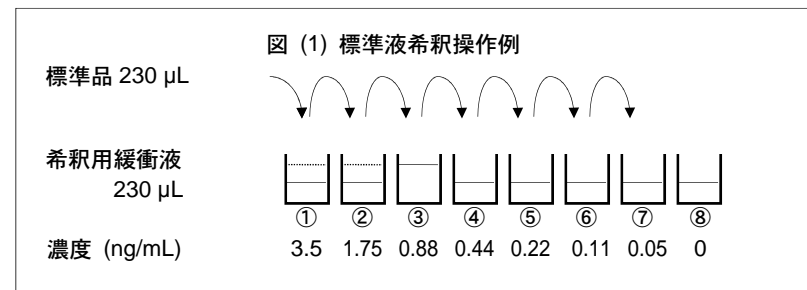 図 (1) 標準液希釈操作例
標準品 230 µL
希釈用緩衝液
230 µL
① ② ③ ④ ⑤ ⑥ ⑦ ⑧
濃度 (ng/mL) 3.5 1.75 0.88 0.44 0.22 0.11 0.05 0